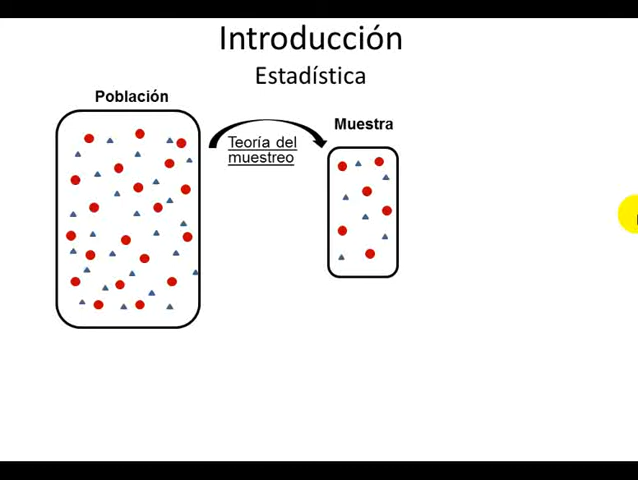 Introducción
Estadística
Población
Teoría del
muestreo
Muestra